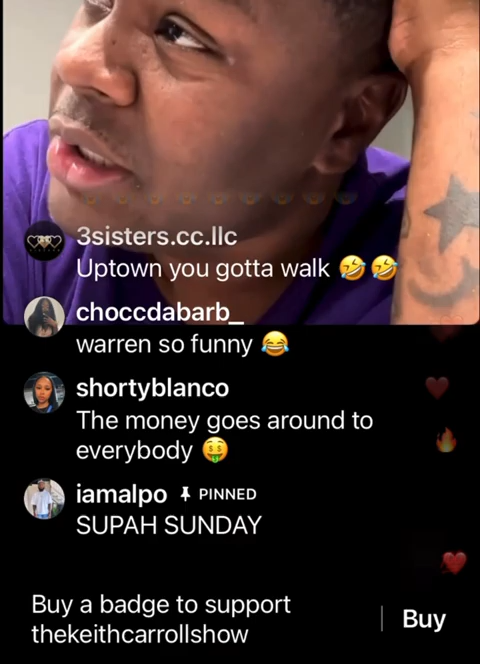 3sisters.cc.llc
Uptown you gotta walk 🤣🤣
choccdabarb_
warren so funny 😂
shortyblanco
The money goes around to
everybody 🤑
iamalpo PINNED
SUPAH SUNDAY
Buy a badge to support
thekeithcarrollshow
Buy